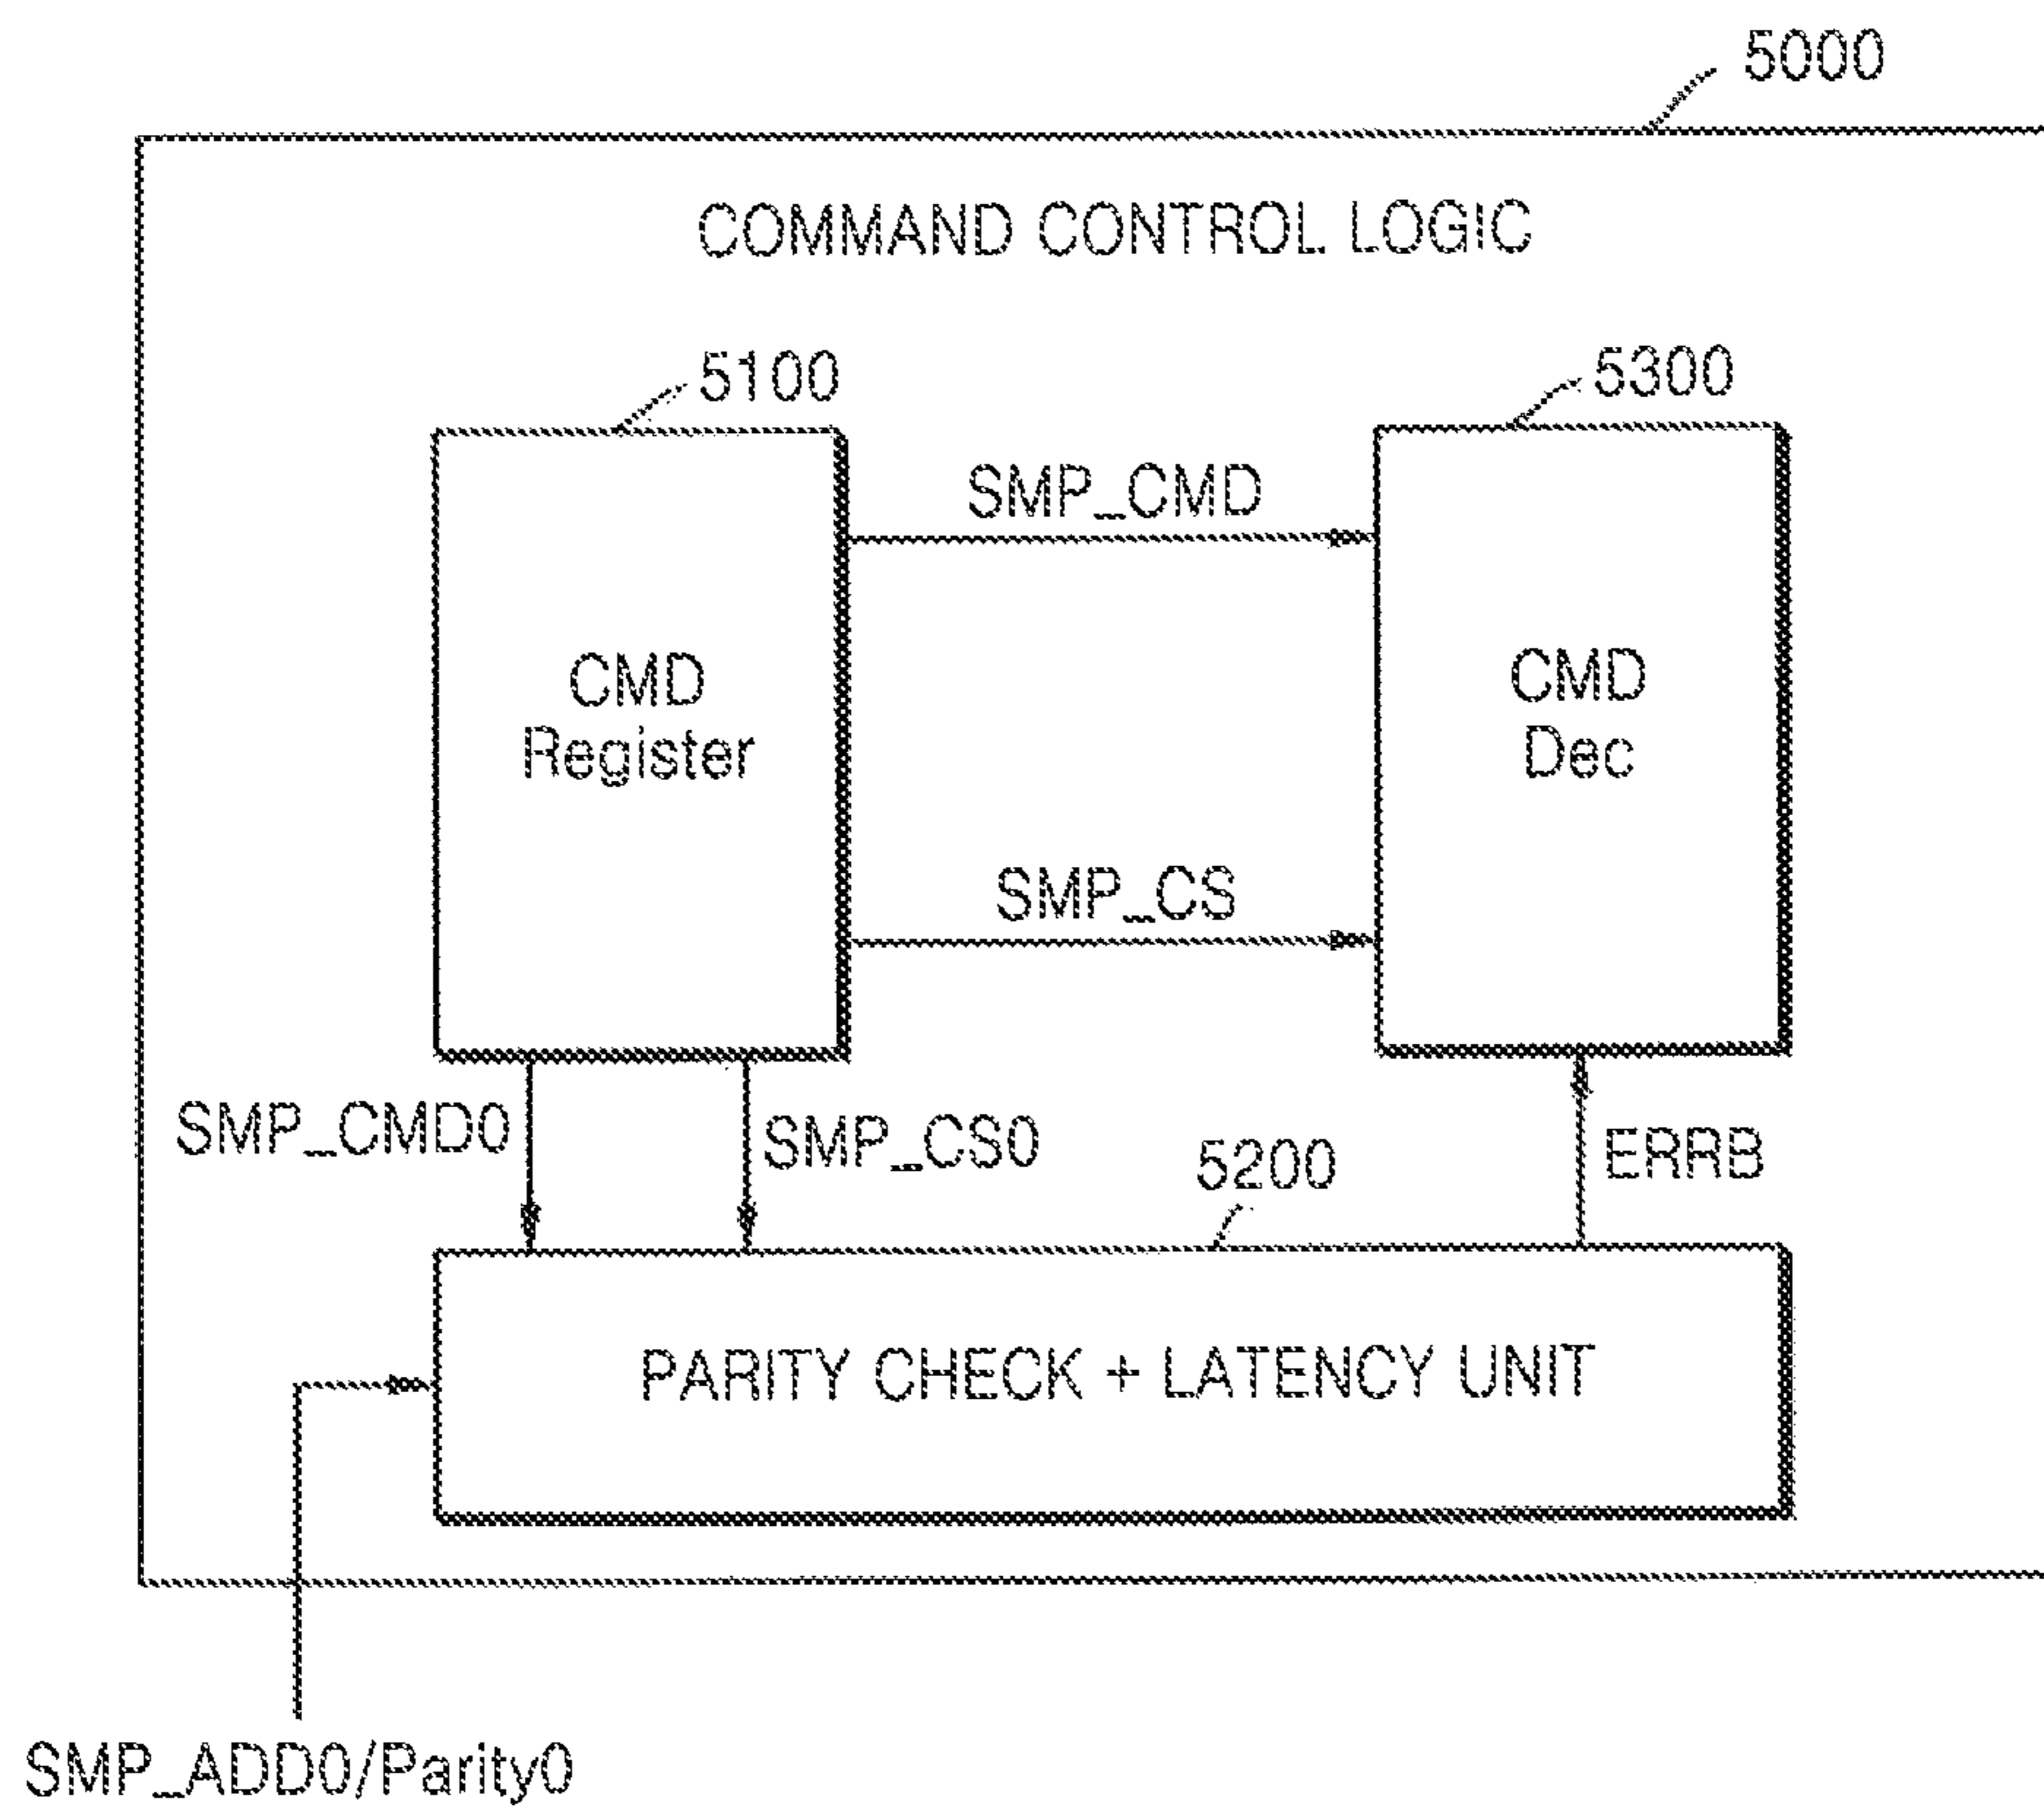 5000
COMMAND CONTROL LOGIC
5100
5300
SMP_CMD
CMD
Register
CMD
Dec
SMP_CS
SMP_CMD0
SMP_CS0
5200
ERRB
PARITY CHECK + LATENCY UNIT
SMP_ADD0/Parity0